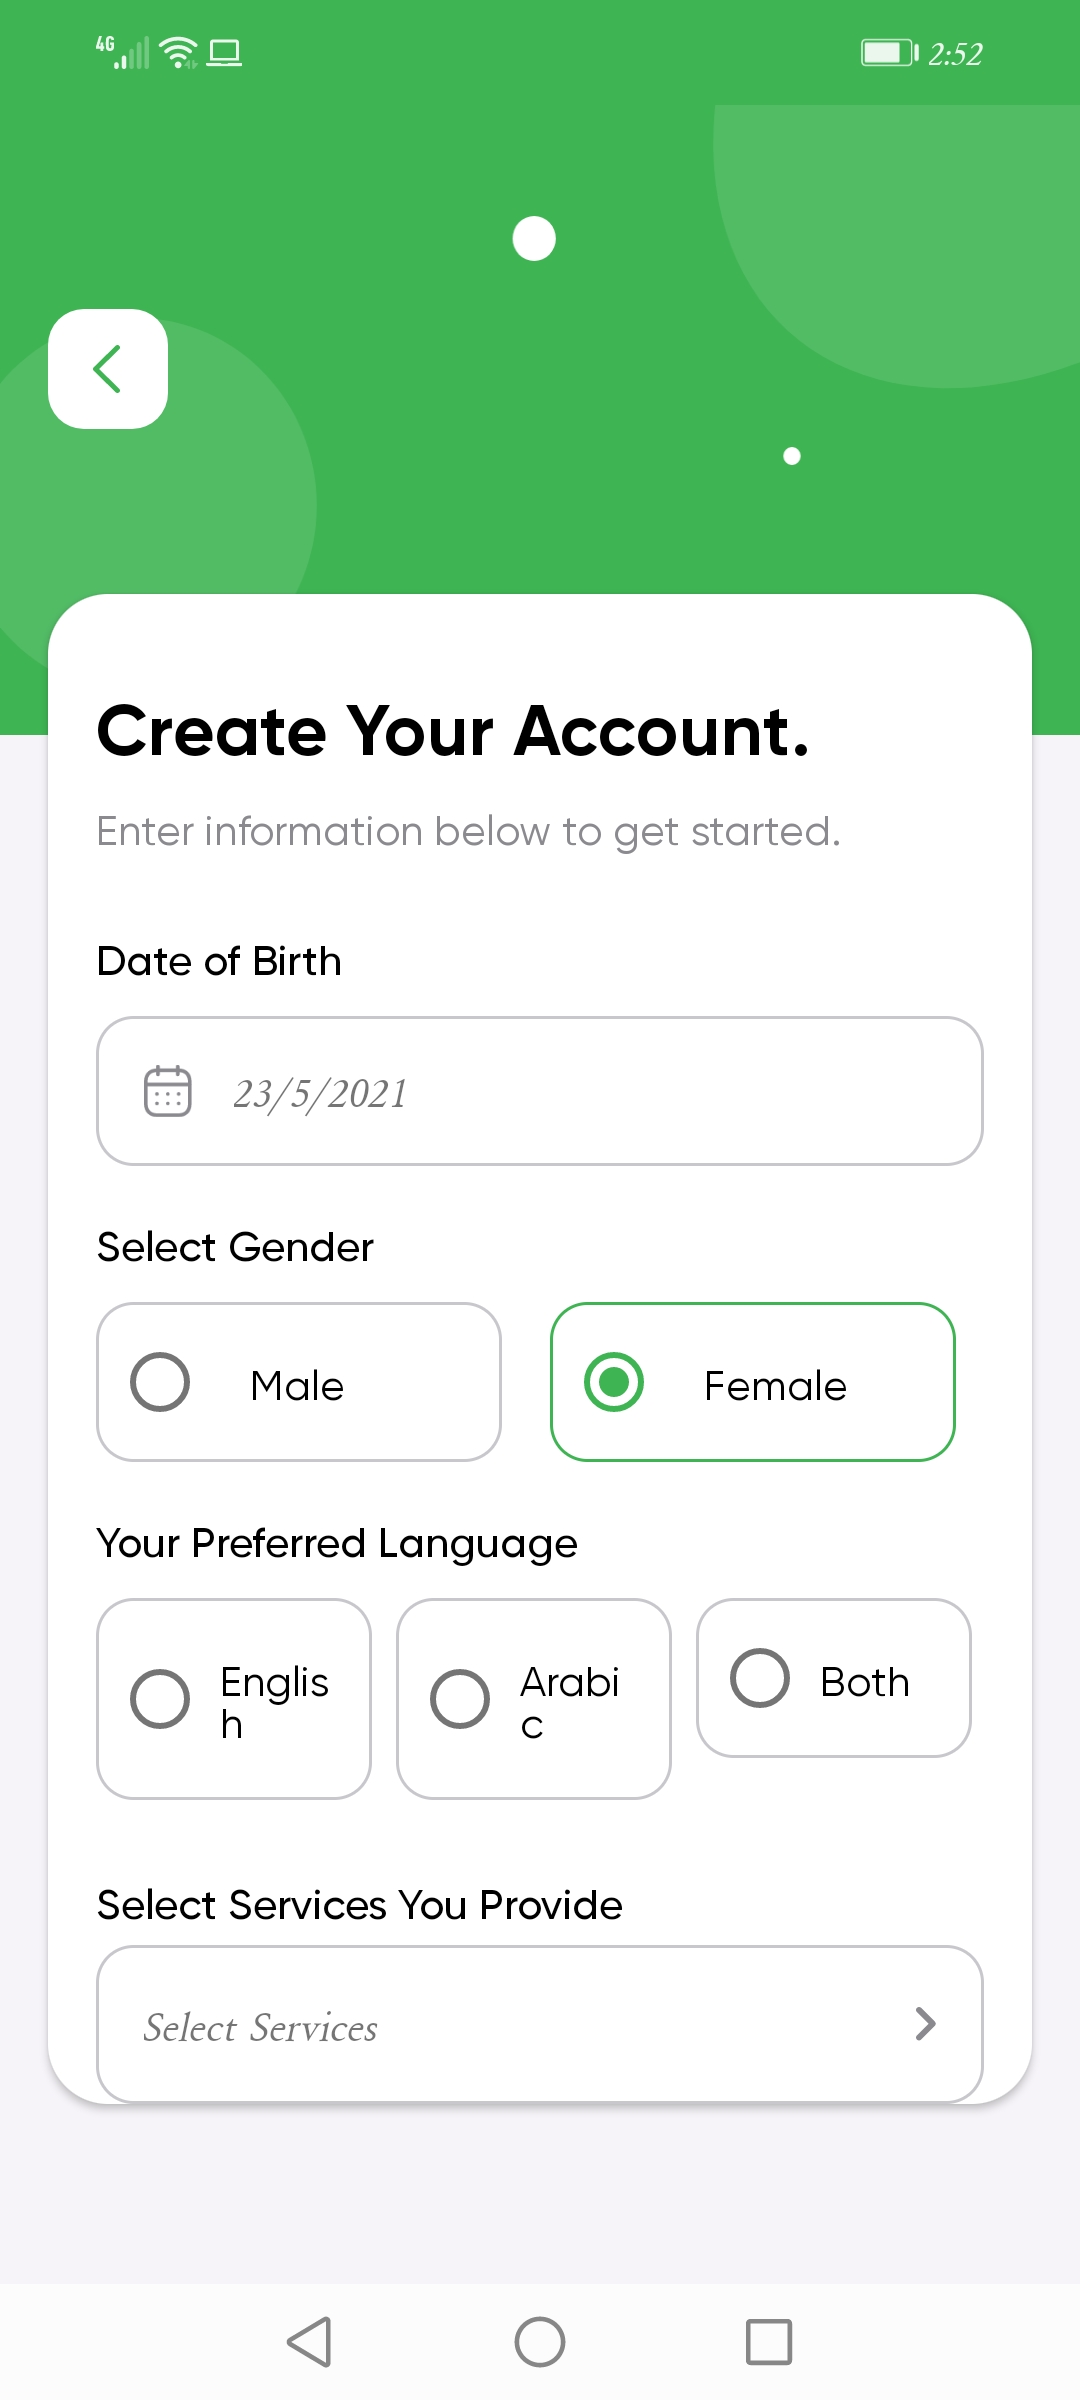 4G 2:52
Create Your Account.
Enter information below to get started.
Date of Birth
23/5/2021
Select Gender
Male Female
Your Preferred Language
Englis Arabi Both
h c
Select Services You Provide
Select Services